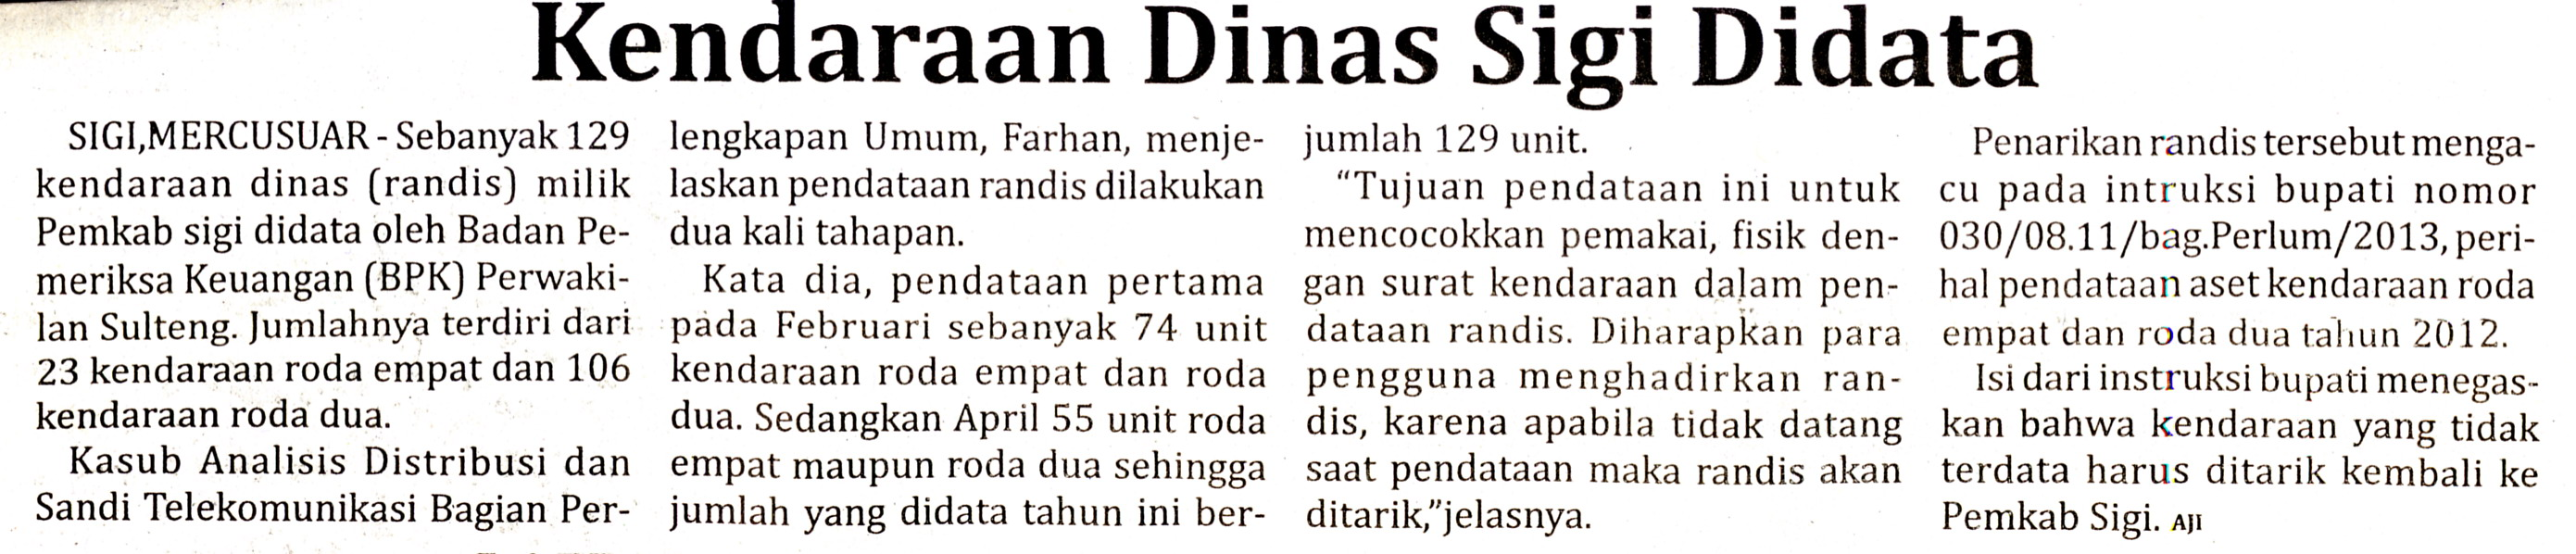 Kendaraan Dinas Sigi Didata
SIGI,MERCUSUAR - Sebanyak 129
kendaraan dinas (randis) milik
Pemkab sigi didata oleh Badan Pe-
meriksa Keuangan (BPK) Perwaki-
lan Sulteng. Jumlahnya terdiri dari
23 kendaraan roda empat dan 106
kendaraan roda dua.
Kasub Analisis Distribusi dan
Sandi Telekomunikasi Bagian Per-
lengkapan Umum, Farhan, menje-
laskan pendataan randis dilakukan
dua kali tahapan.
Kata dia, pendataan pertama
pada Februari sebanyak 74 unit
kendaraan roda empat dan roda
dua. Sedangkan April 55 unit roda
empat maupun roda dua sehingga
jumlah yang didata tahun ini ber-
jumlah 129 unit.
“Tujuan pendataan ini untuk
mencocokkan pemakai, fisik den-
gan surat kendaraan dalam pen-
dataan randis. Diharapkan para
pengguna menghadirkan ran-
dis, karena apabila tidak datang
saat pendataan maka randis akan
ditarik,”jelasnya.
Penarikan randis tersebut menga-
cu pada intruksi bupati nomor
030/08.11/bag.Perlum/2013, peri-
hal pendataan aset kendaraan roda
empat dan roda dua tahun 2012.
Isi dari instruksi bupati menegas-
kan bahwa kendaraan yang tidak
terdata harus ditarik kembali ke
Pemkab Sigi. AJI